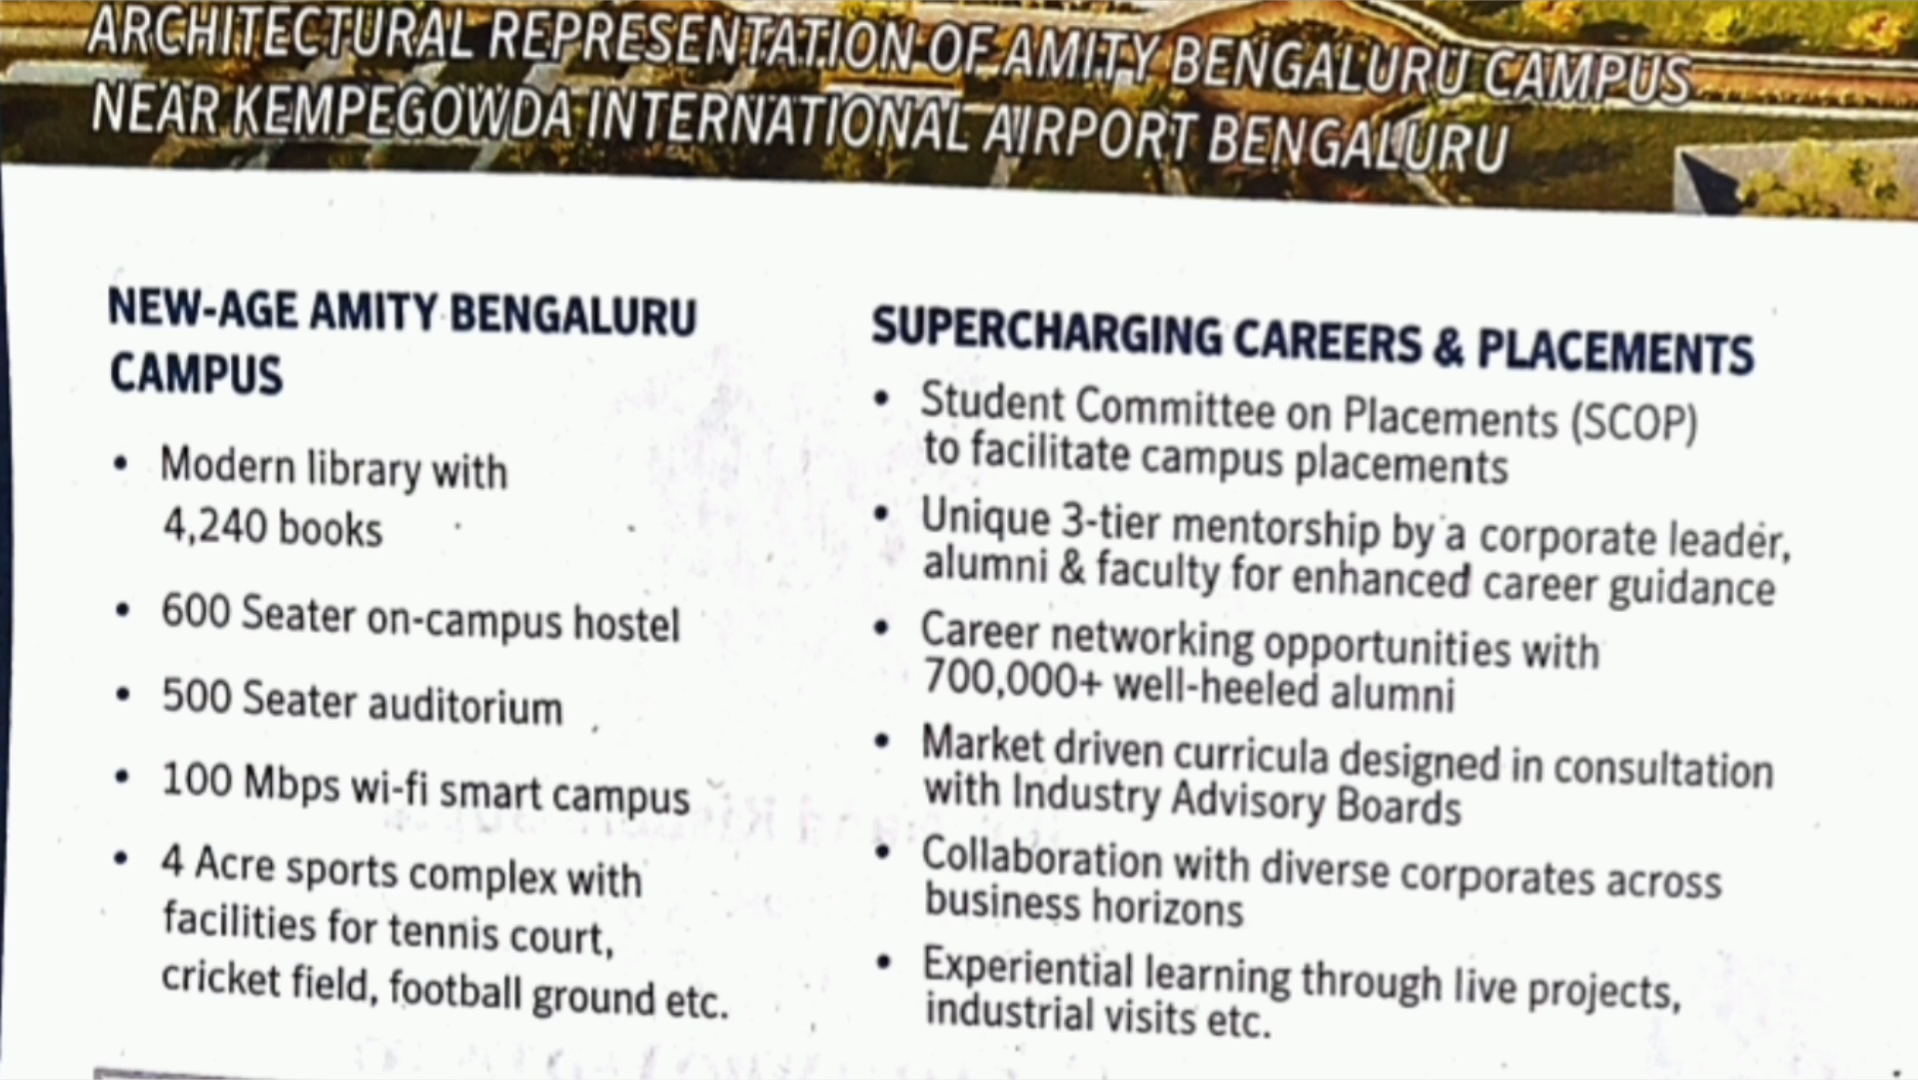 ARCHITECTURAL REPRESENTATION OF AMITY BENGALURU CAMPUS
NEAR KEMPEGOWDA INTERNATIONAL AIRPORT BENGALURU
NEW-AGE AMITY BENGALURU
CAMPUS
• Modern library with
4,240 books
• 600 Seater on-campus hostel
• 500 Seater auditorium
• 100 Mbps wi-fi smart campus
• 4 Acre sports complex with
facilities for tennis court,
cricket field, football ground etc.
SUPERCHARGING CAREERS & PLACEMENTS
• Student Committee on Placements (SCOP)
to facilitate campus placements
• Unique 3-tier mentorship by a corporate leader,
alumni & faculty for enhanced career guidance
• Career networking opportunities with
700,000+ well-heeled alumni
• Market driven curricula designed in consultation
with Industry Advisory Boards
• Collaboration with diverse corporates across
business horizons
• Experiential learning through live projects,
industrial visits etc.